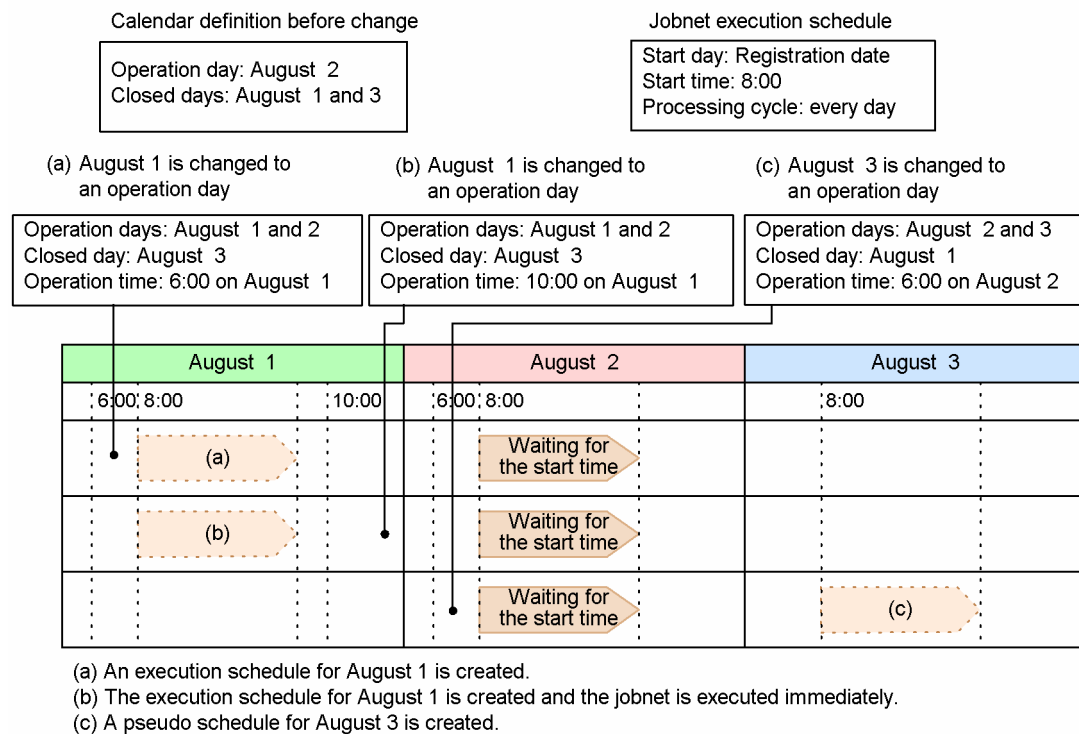 Calendar definition before change
Operation day: August 2
Closed days: August 1 and 3
Jobnet execution schedule
Start day: Registration date
Start time: 8:00
Processing cycle: every day
(a) August 1 is changed to
an operation day
Operation days: August 1 and 2
Closed day: August 3
Operation time: 6:00 on August 1
(b) August 1 is changed to
an operation day
Operation days: August 1 and 2
Closed day: August 3
Operation time: 10:00 on August 1
(c) August 3 is changed to
an operation day
Operation days: August 2 and 3
Closed day: August 1
Operation time: 6:00 on August 2
August 1
August 2
August 3
6:00
8:00
10:00
6:00
8:00
8:00
(a)
Waiting for
the start time
(b)
Waiting for
the start time
Waiting for
the start time
(c)
(a) An execution schedule for August 1 is created.
(b) The execution schedule for August 1 is created and the jobnet is executed immediately.
(c) A pseudo schedule for August 3 is created.